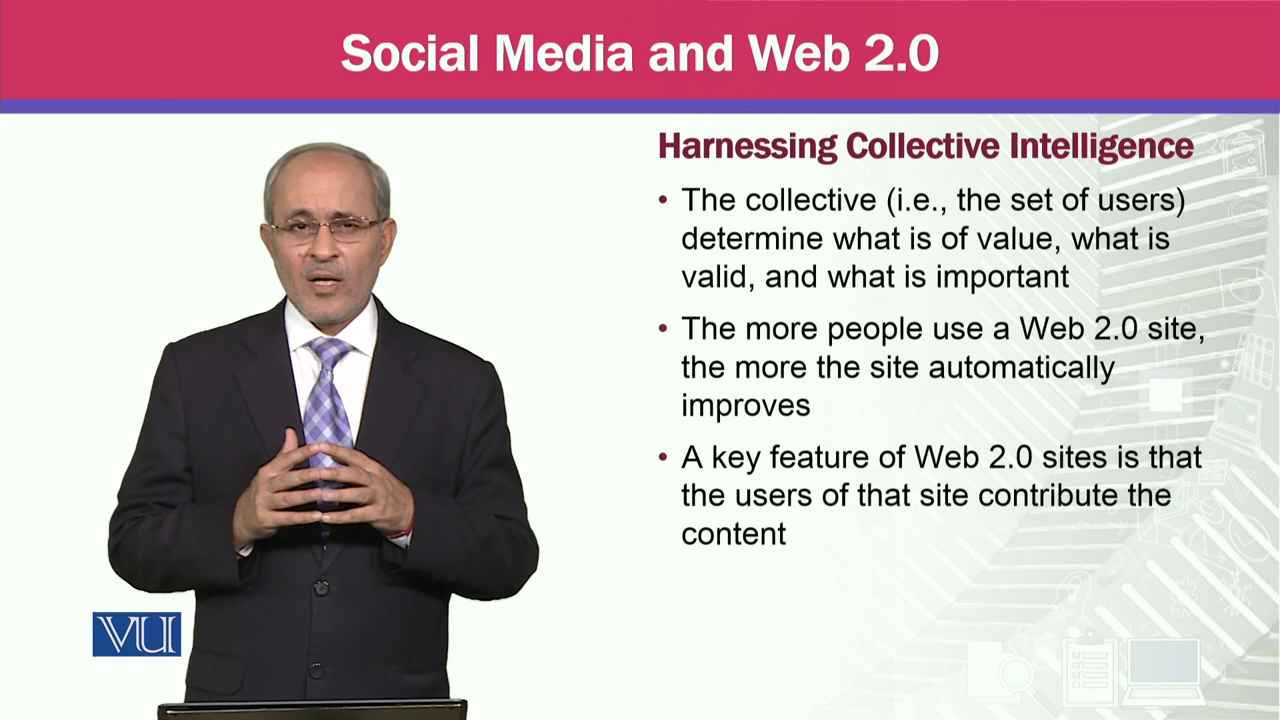 Social Media and Web 2.0
Harnessing Collective Intelligence
• The collective (i.e., the set of users)
determine what is of value, what is
valid, and what is important
• The more people use a Web 2.0 site,
the more the site automatically
improves
• A key feature of Web 2.0 sites is that
the users of that site contribute the
content
VU